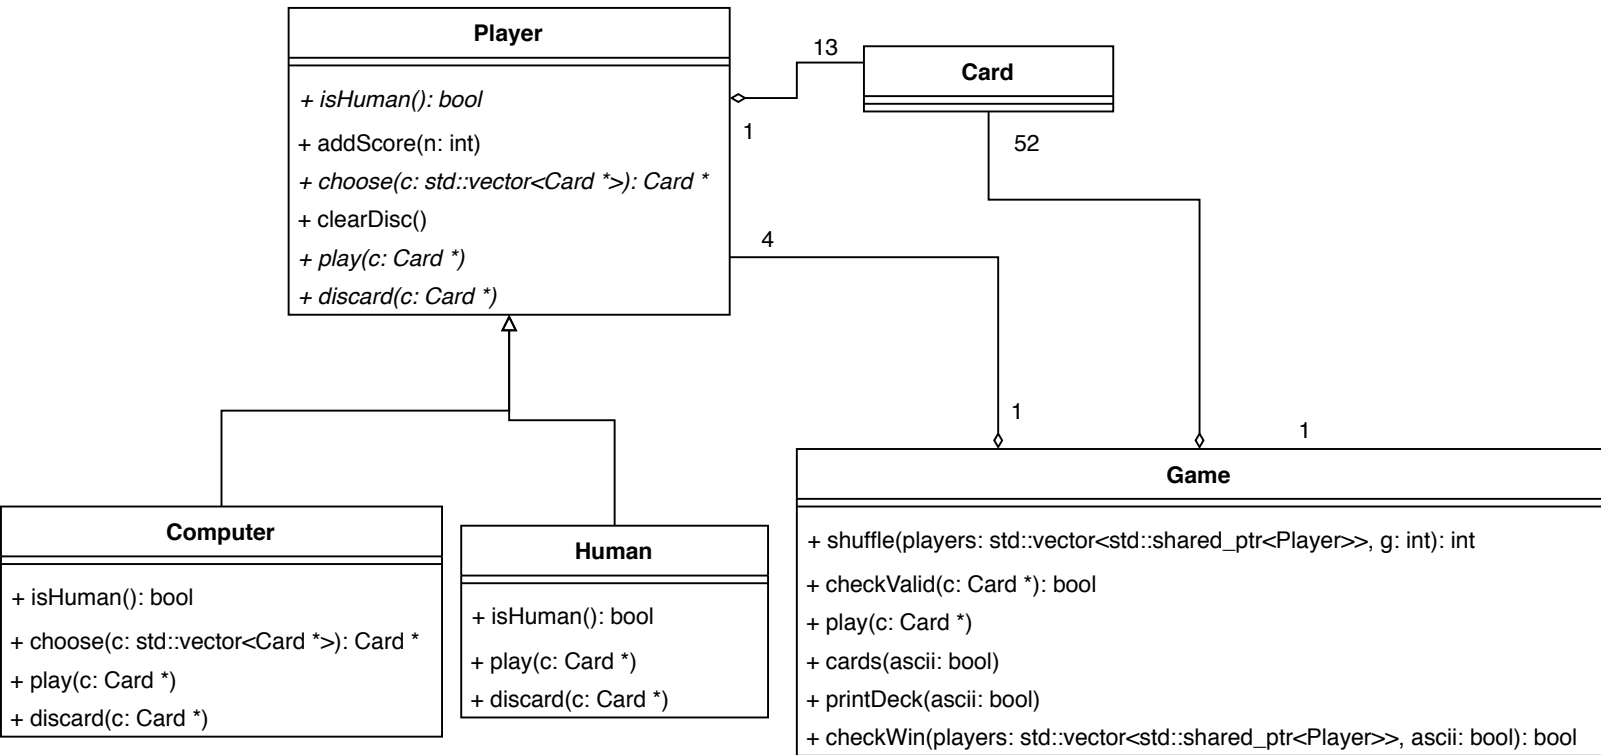 Player
+ isHuman(): bool
+ addScore(n: int)
+ choose(c: std::vector<Card *>): Card *
+ clearDisc()
+ play(c: Card *)
+ discard(c: Card *)
13
1
Card
52
4
1
1
Computer
+ isHuman(): bool
+ choose(c: std::vector<Card *>): Card *
+ play(c: Card *)
+ discard(c: Card *)
Human
+ isHuman(): bool
+ play(c: Card *)
+ discard(c: Card *)
Game
+ shuffle(players: std::vector<std::shared_ptr<Player>>, g: int): int
+ checkValid(c: Card *): bool
+ play(c: Card *)
+ cards(ascii: bool)
+ printDeck(ascii: bool)
+ checkWin(players: std::vector<std::shared_ptr<Player>>, ascii: bool): bool